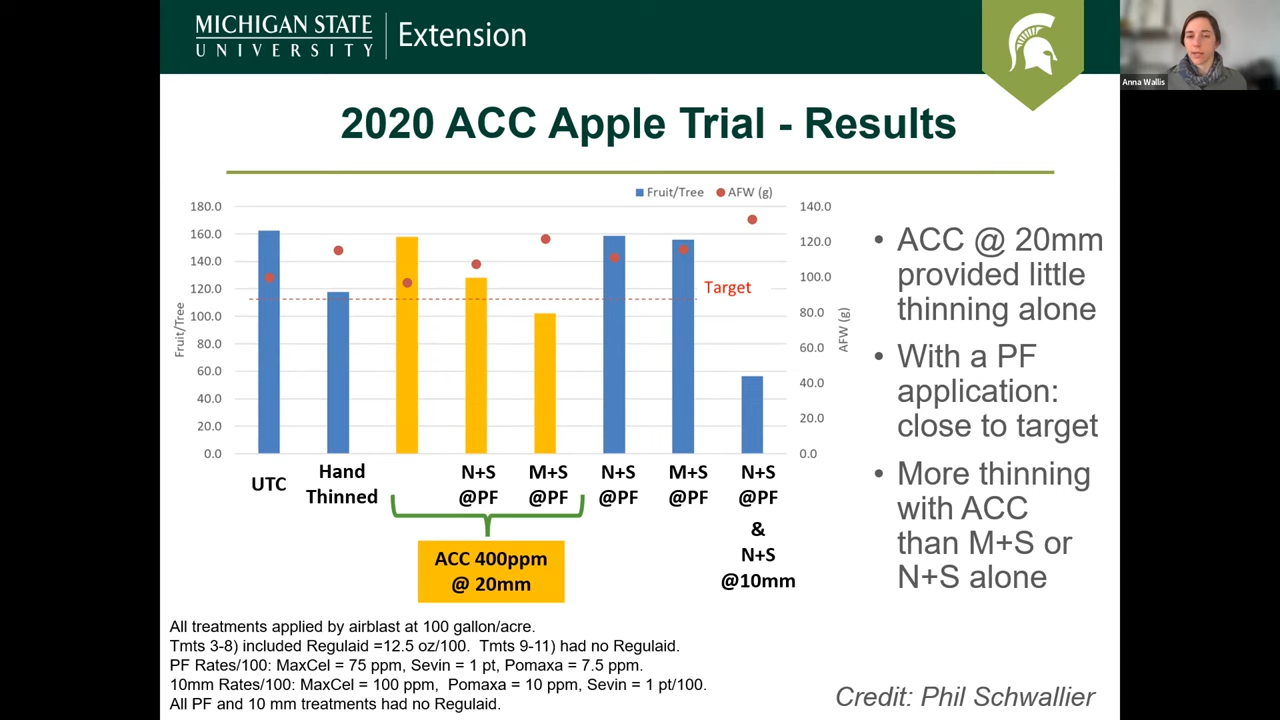 MICHIGAN STATE
UNIVERSITY
Extension
Anna Wallis
2020 ACC Apple Trial - Results
Fruit/Tree
AFW (g)
180.0
160.0
140.0
120.0
100.0
80.0
60.0
40.0
20.0
0.0
Fruit/Tree
140.0
120.0
100.0
80.0
60.0
40.0
20.0
0.0
AFW (g)
Target
UTC
Hand
Thinned
N+S
@PF
M+S
@PF
N+S
@PF
M+S
@PF
N+S
@PF
&
N+S
@10mm
ACC 400ppm
@ 20mm
• ACC @ 20mm
provided little
thinning alone
• With a PF
application:
close to target
• More thinning
with ACC
than M+S or
N+S alone
All treatments applied by airblast at 100 gallon/acre.
Tmts 3-8) included Regulaid =12.5 oz/100. Tmts 9-11) had no Regulaid.
PF Rates/100: MaxCel = 75 ppm, Sevin = 1 pt, Pomaxa = 7.5 ppm.
10mm Rates/100: MaxCel = 100 ppm, Pomaxa = 10 ppm, Sevin = 1 pt/100.
All PF and 10 mm treatments had no Regulaid.
Credit: Phil Schwallier